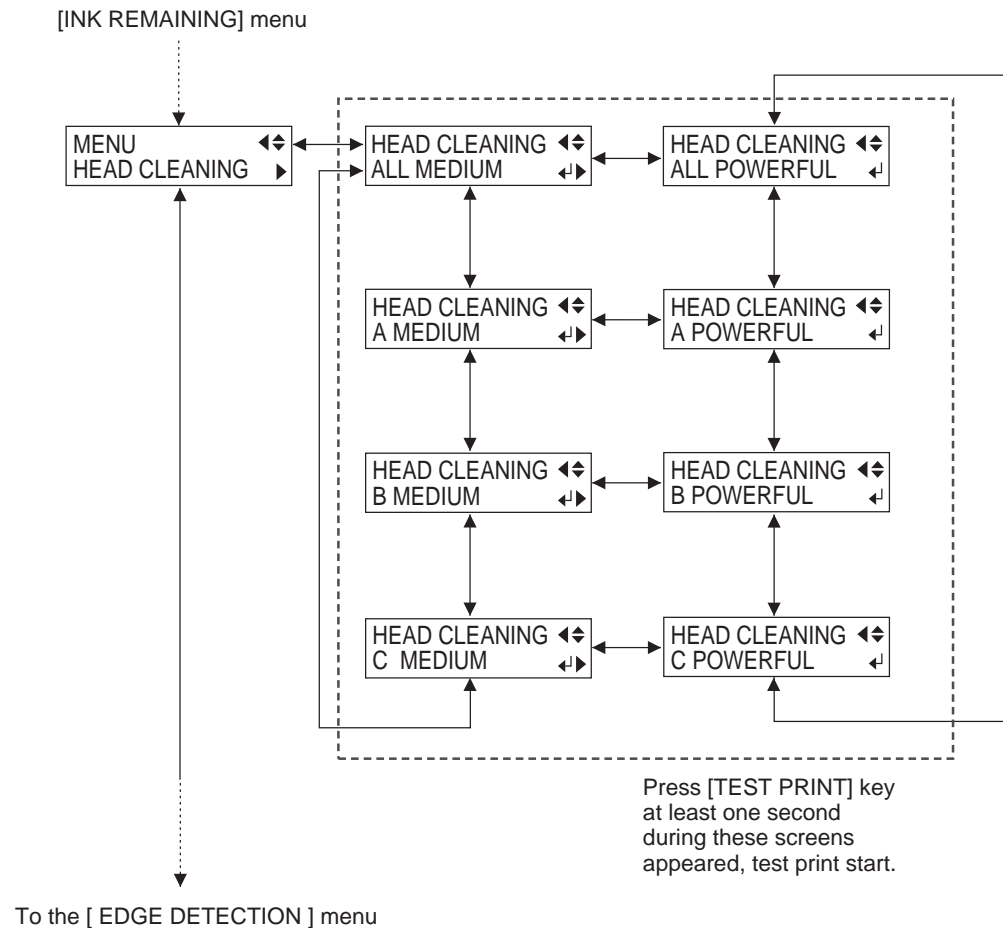 [INK REMAINING] menu
MENU
HEAD CLEANING
HEAD CLEANING
ALL MEDIUM
HEAD CLEANING
ALL POWERFUL
HEAD CLEANING
A MEDIUM
HEAD CLEANING
A POWERFUL
HEAD CLEANING
B MEDIUM
HEAD CLEANING
B POWERFUL
HEAD CLEANING
C  MEDIUM
HEAD CLEANING
C POWERFUL
Press [TEST PRINT] key
at least one second
during these screens
appeared, test print start.
To the [ EDGE DETECTION ] menu